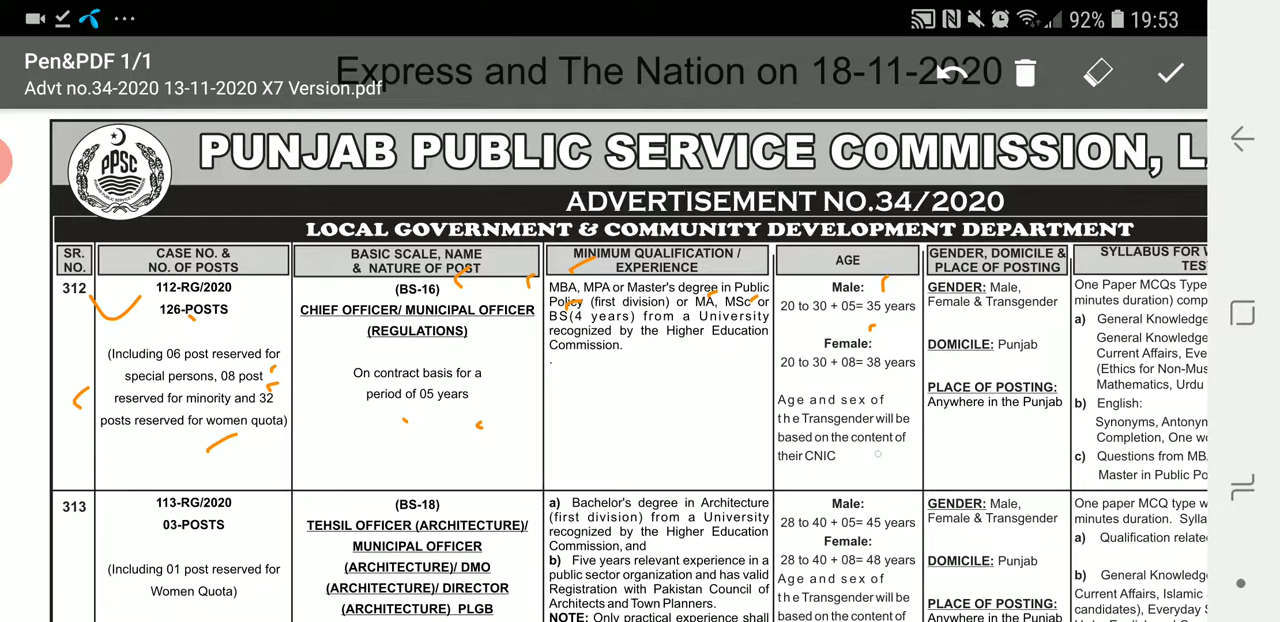 92% 19:53
Pen&PDF 1/1
Advt no.34-2020 13-11-2020 X7 Version.pdf
Express and The Nation on 18-11-2020
PPSC
PUNJAB PUBLIC SERVICE COMMISSION, L
ADVERTISEMENT NO.34/2020
LOCAL GOVERNMENT & COMMUNITY DEVELOPMENT DEPARTMENT
SR. NO.
CASE NO. &
NO. OF POSTS
BASIC SCALE, NAME
& NATURE OF POST
MINIMUM QUALIFICATION /
EXPERIENCE
AGE
GENDER, DOMICILE &
PLACE OF POSTING
SYLLABUS FOR W
TES
312
112-RG/2020
126-POSTS
(Including 06 post reserved for
special persons, 08 post
reserved for minority and 32
posts reserved for women quota)
(BS-16)
CHIEF OFFICER/ MUNICIPAL OFFICER
(REGULATIONS)
On contract basis for a
period of 05 years
MBA, MPA or Master's degree in Public
Policy (first division) or MA, MSc or
BS(4 years) from a University
recognized by the Higher Education
Commission.
.
Male:
20 to 30 + 05= 35 years
Female:
20 to 30 + 08= 38 years
Age and sex of
the Transgender will be
based on the content of
their CNIC
GENDER: Male,
Female & Transgender
DOMICILE: Punjab
PLACE OF POSTING:
Anywhere in the Punjab
One Paper MCQs Type
minutes duration) comp
a) General Knowledge
General Knowledge
Current Affairs, Eve
(Ethics for Non-Mus
Mathematics, Urdu
b) English:
Synonyms, Antonyn
Completion, One wo
c) Questions from MB
Master in Public Po
313
113-RG/2020
03-POSTS
(Including 01 post reserved for
Women Quota)
(BS-18)
TEHSIL OFFICER (ARCHITECTURE)/
MUNICIPAL OFFICER
(ARCHITECTURE)/ DMO
(ARCHITECTURE)/ DIRECTOR
(ARCHITECTURE) PLGB
a) Bachelor's degree in Architecture
(first division) from a University
recognized by the Higher Education
Commission, and
b) Five years relevant experience in a
public sector organization and has valid
Registration with Pakistan Council of
Architects and Town Planners.
NOTE: Only practical experience shall
Male:
28 to 40 + 05= 45 years
Female:
28 to 40 + 08= 48 years
Age and sex of
the Transgender will be
based on the content of
GENDER: Male,
Female & Transgender
DOMICILE: Punjab
PLACE OF POSTING:
Anywhere in the Punjab
One paper MCQ type w
minutes duration. Sylla
a) Qualification relate
b) General Knowledg
Current Affairs, Islamic
candidates), Everyday S